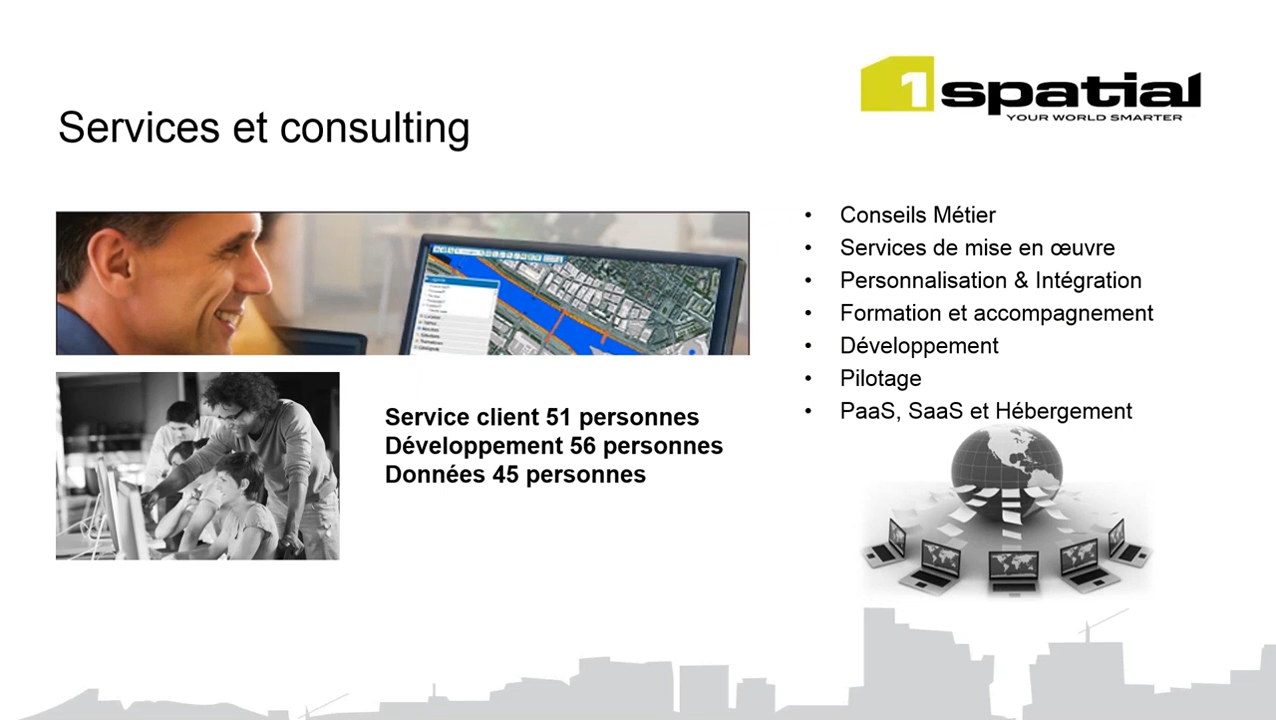 1spatial
YOUR WORLD SMARTER
Services et consulting
Service client 51 personnes
Développement 56 personnes
Données 45 personnes
• Conseils Métier
• Services de mise en œuvre
• Personnalisation & Intégration
• Formation et accompagnement
• Développement
• Pilotage
• PaaS, SaaS et Hébergement